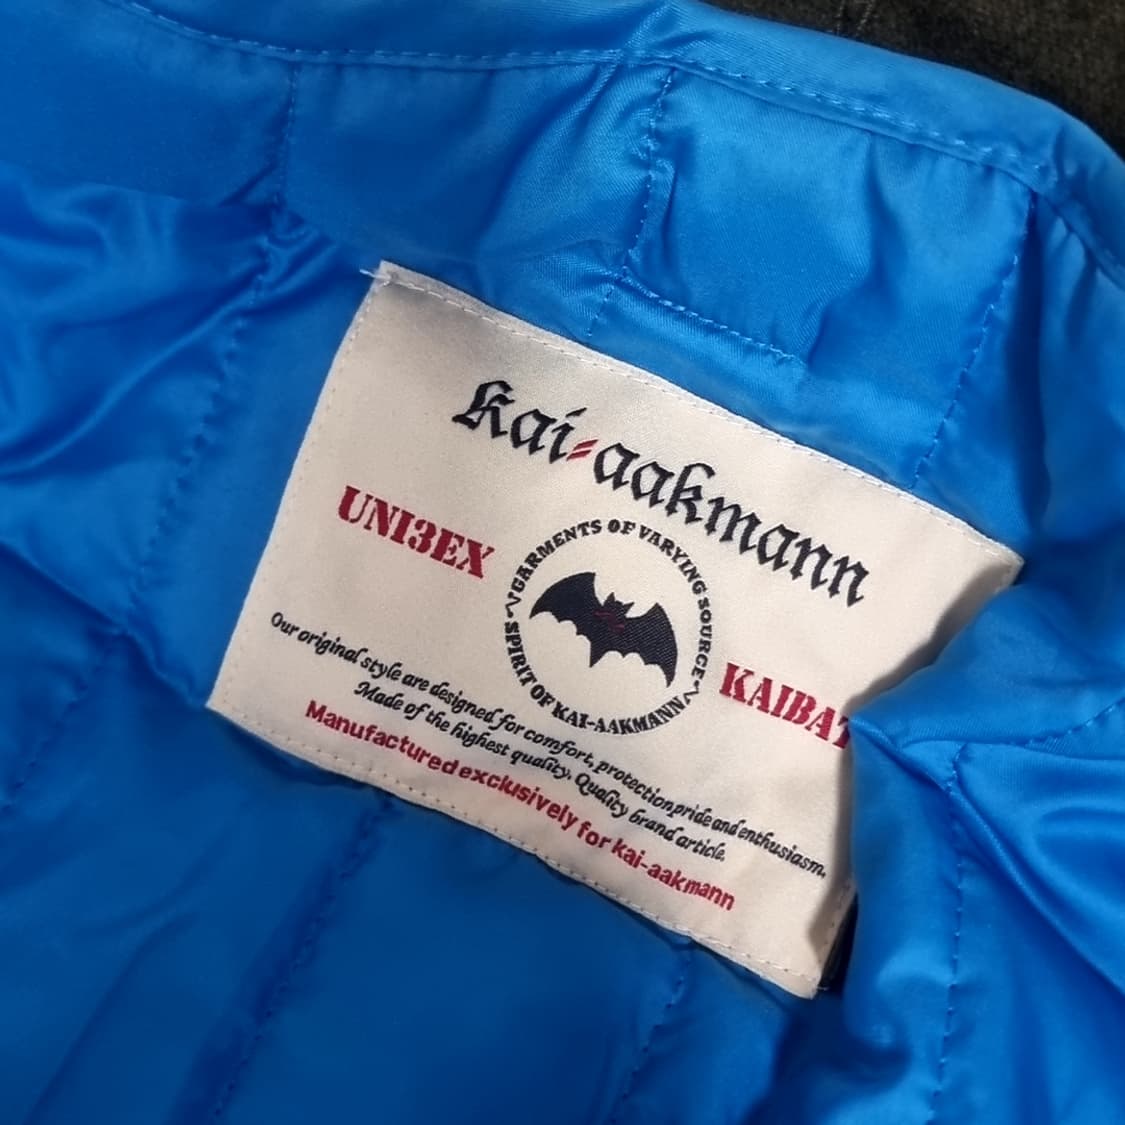 kai-aakmann
UNI3EX
GARMENTS OF VARYING SOURCE
SPIRIT OF KAI-AAKMANN
KAIBAT
Our original style are designed for comfort, protectionpride and enthusiasm.
Made of the highest quality. Quality brand article.
Manufactured exclusively for kai-aakmann